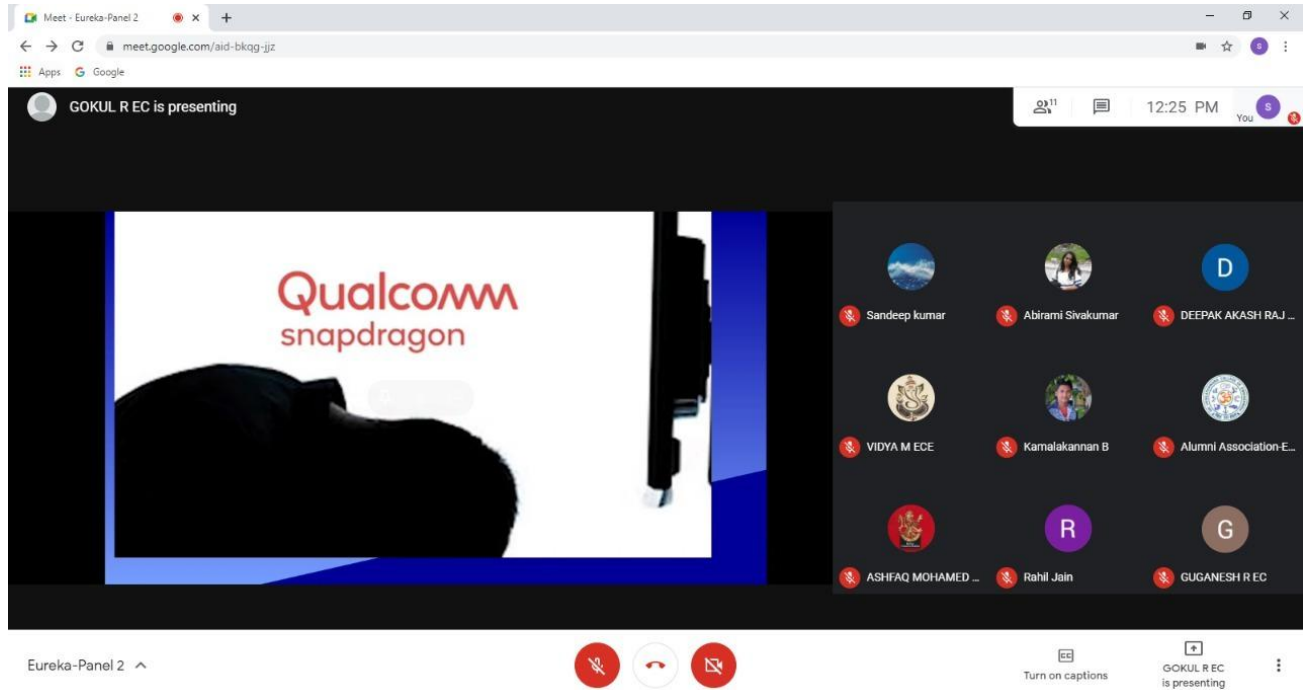 Meet - Eureka-Panel 2
meet.google.com/aid-bkqg-jjz
Apps Google
GOKUL R EC is presenting
11
12:25 PM
You
S
S
Qualcomm
snapdragon
D
Sandeep kumar
Abirami Sivakumar
DEEPAK AKASH RAJ ...
VIDYA M ECE
Kamalakannan B
Alumni Association-E...
R
G
ASHFAQ MOHAMED ...
Rahil Jain
GUGANESH R EC
Eureka-Panel 2
CC
Turn on captions
GOKUL R EC
is presenting